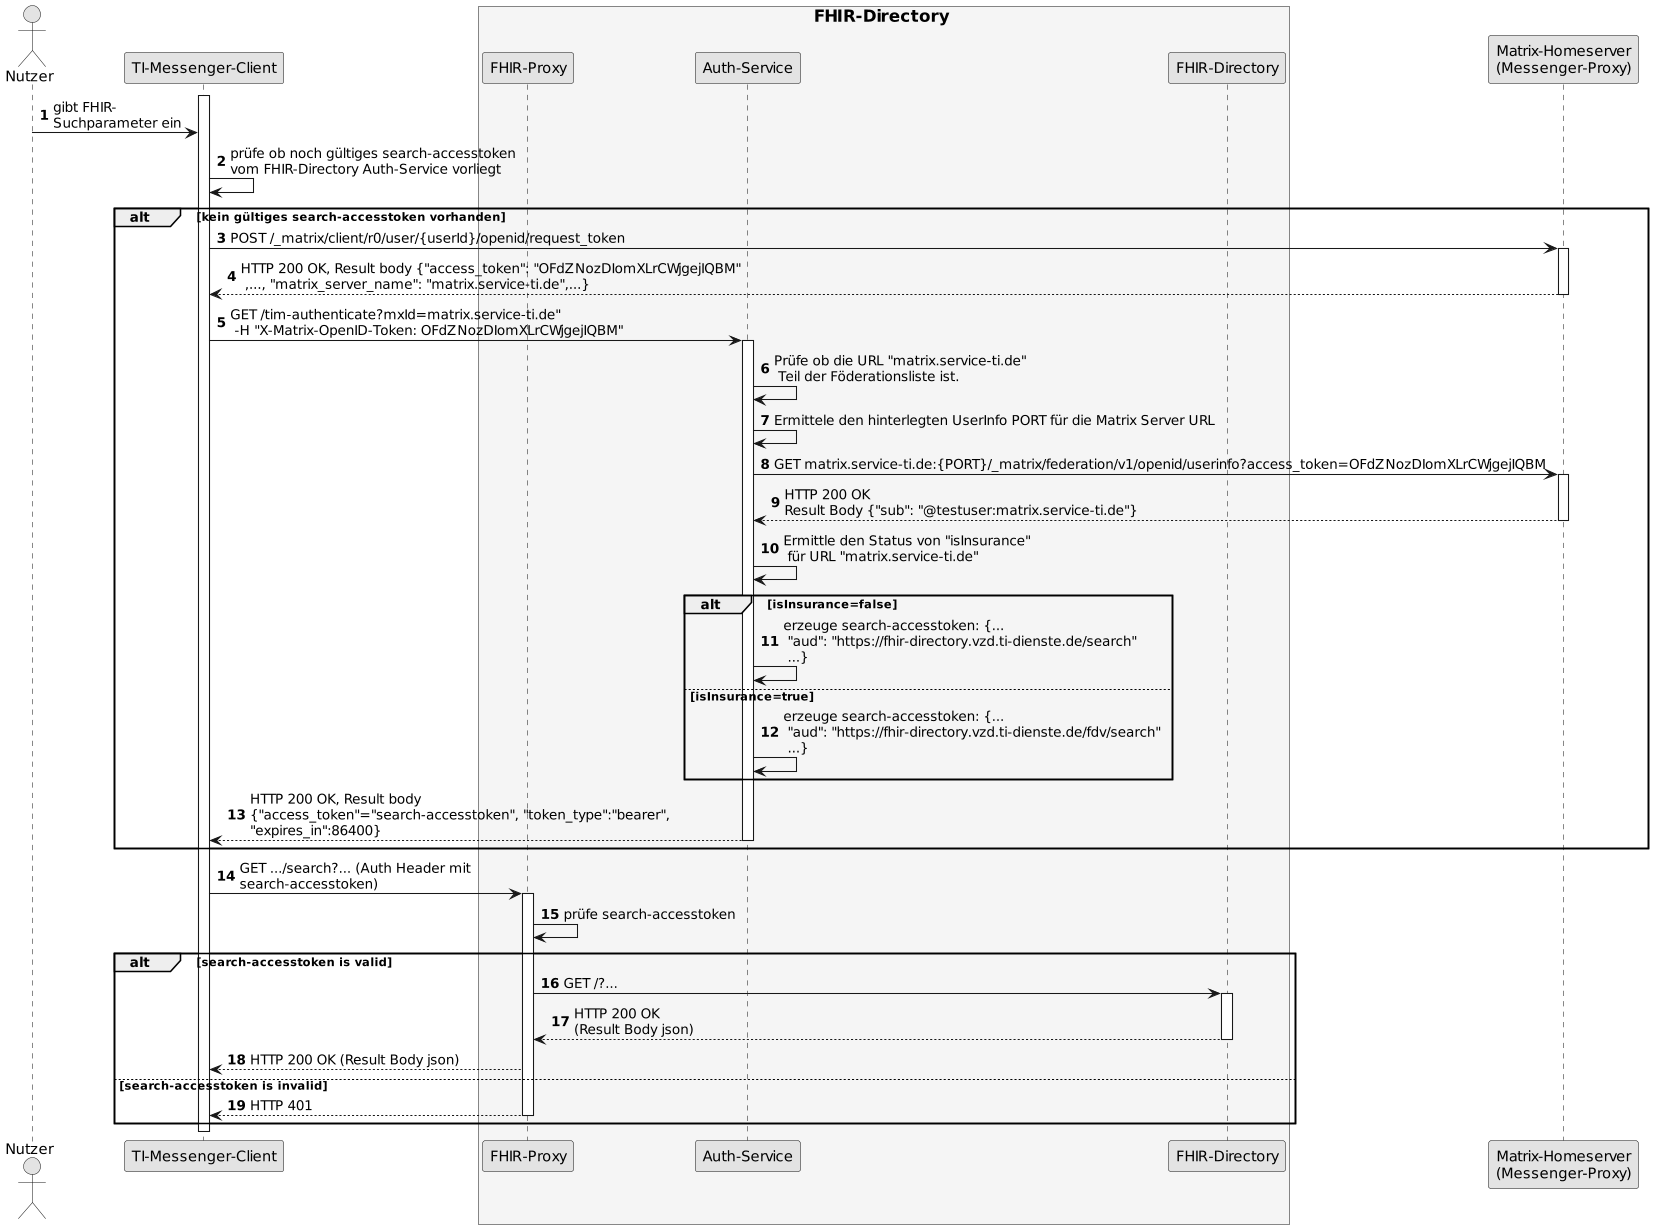 FHIR-Directory
Nutzer
TI-Messenger-Client
FHIR-Proxy
Auth-Service
FHIR-Directory
Matrix-Homeserver
(Messenger-Proxy)
1 gibt FHIR-
Suchparameter ein
2 prüfe ob noch gültiges search-accesstoken
vom FHIR-Directory Auth-Service vorliegt
alt [kein gültiges search-accesstoken vorhanden]
3 POST /_matrix/client/r0/user/{userId}/openid/request_token
4 HTTP 200 OK, Result body {"access_token": "OFdZNozDIomXLrCWjgejIQBM"
,..., "matrix_server_name": "matrix.service-ti.de",...}
5 GET /tim-authenticate?mxId=matrix.service-ti.de"
-H "X-Matrix-OpenID-Token: OFdZNozDIomXLrCWjgejIQBM"
6 Prüfe ob die URL "matrix.service-ti.de"
Teil der Föderationsliste ist.
7 Ermittele den hinterlegten UserInfo PORT für die Matrix Server URL
8 GET matrix.service-ti.de:{PORT}/_matrix/federation/v1/openid/userinfo?access_token=OFdZNozDIomXLrCWjgejIQBM
9 HTTP 200 OK
Result Body {"sub": "@testuser:matrix.service-ti.de"}
10 Ermittle den Status von "isInsurance"
für URL "matrix.service-ti.de"
alt [isInsurance=false]
11 erzeuge search-accesstoken: {...
"aud": "https://fhir-directory.vzd.ti-dienste.de/search"
...}
[isInsurance=true]
12 erzeuge search-accesstoken: {...
"aud": "https://fhir-directory.vzd.ti-dienste.de/fdv/search"
...}
13 HTTP 200 OK, Result body
{"access_token"="search-accesstoken", "token_type":"bearer",
"expires_in":86400}
14 GET .../search?... (Auth Header mit
search-accesstoken)
15 prüfe search-accesstoken
alt [search-accesstoken is valid]
16 GET /?...
17 HTTP 200 OK
(Result Body json)
18 HTTP 200 OK (Result Body json)
[search-accesstoken is invalid]
19 HTTP 401
Nutzer
TI-Messenger-Client
FHIR-Proxy
Auth-Service
FHIR-Directory
Matrix-Homeserver
(Messenger-Proxy)